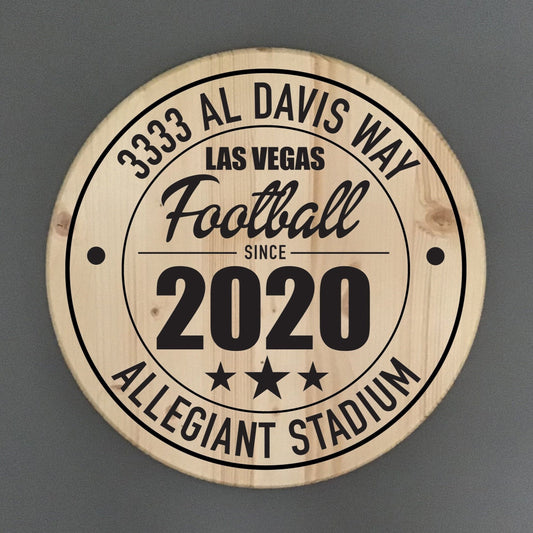 3333 AL DAVIS WAY
LAS VEGAS
Football
SINCE
2020
ALLEGIANT STADIUM